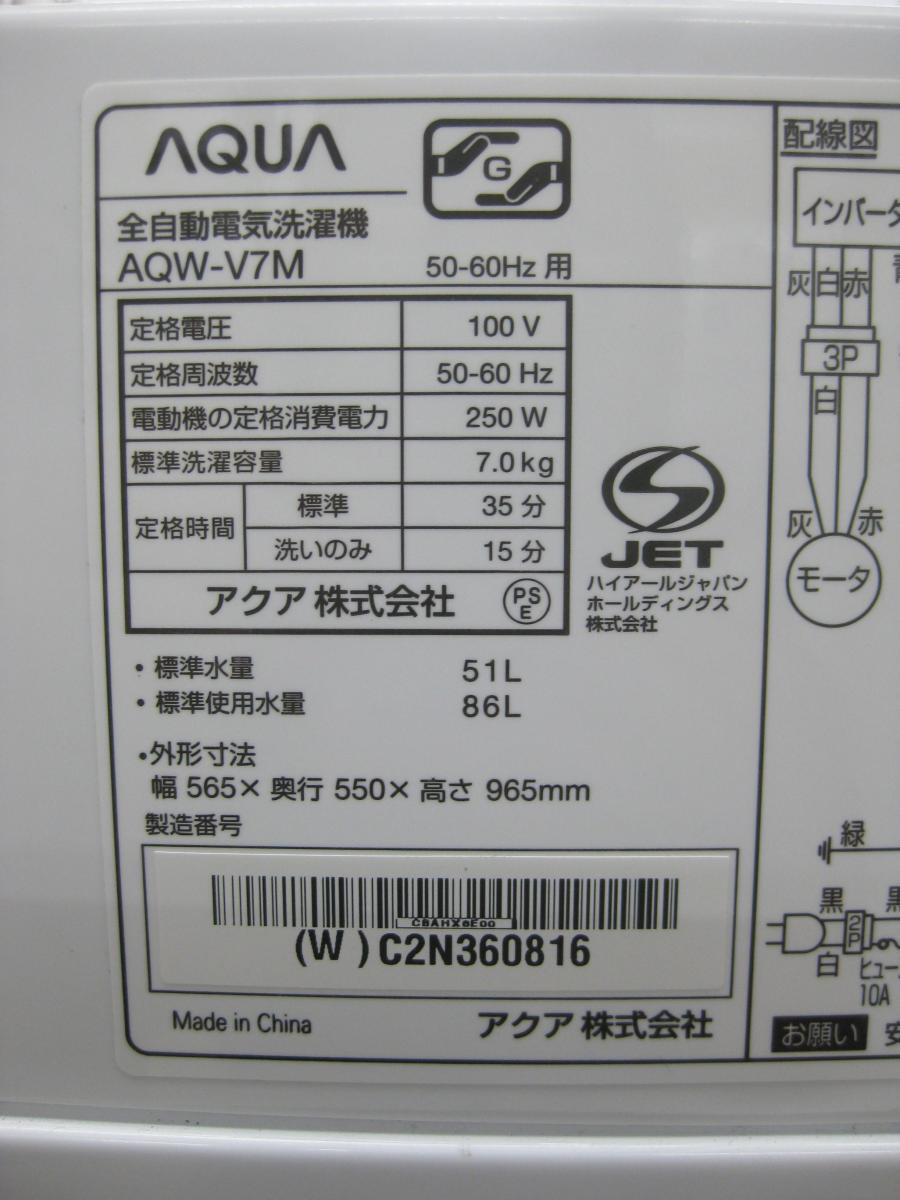 AQUA
G
全自動電気洗濯機
AQW-V7M
50-60Hz 用
定格電圧 100 V
定格周波数 50-60 Hz
電動機の定格消費電力 250 W
標準洗濯容量 7.0kg
定格時間 標準 35 分
洗いのみ 15 分
アクア 株式会社 PS E
S
JET
ハイアールジャパン
ホールディングス
株式会社
・標準水量 51L
・標準使用水量 86L
・外形寸法
幅 565× 奥行 550× 高さ 965mm
製造番号
CBAHX6E00
(W ) C2N360816
Made in China アクア 株式会社
配線図
インバータ
灰 白 赤
3P
白
灰 赤
モータ
緑
黒
2P
白
ヒュー
10A
お願い